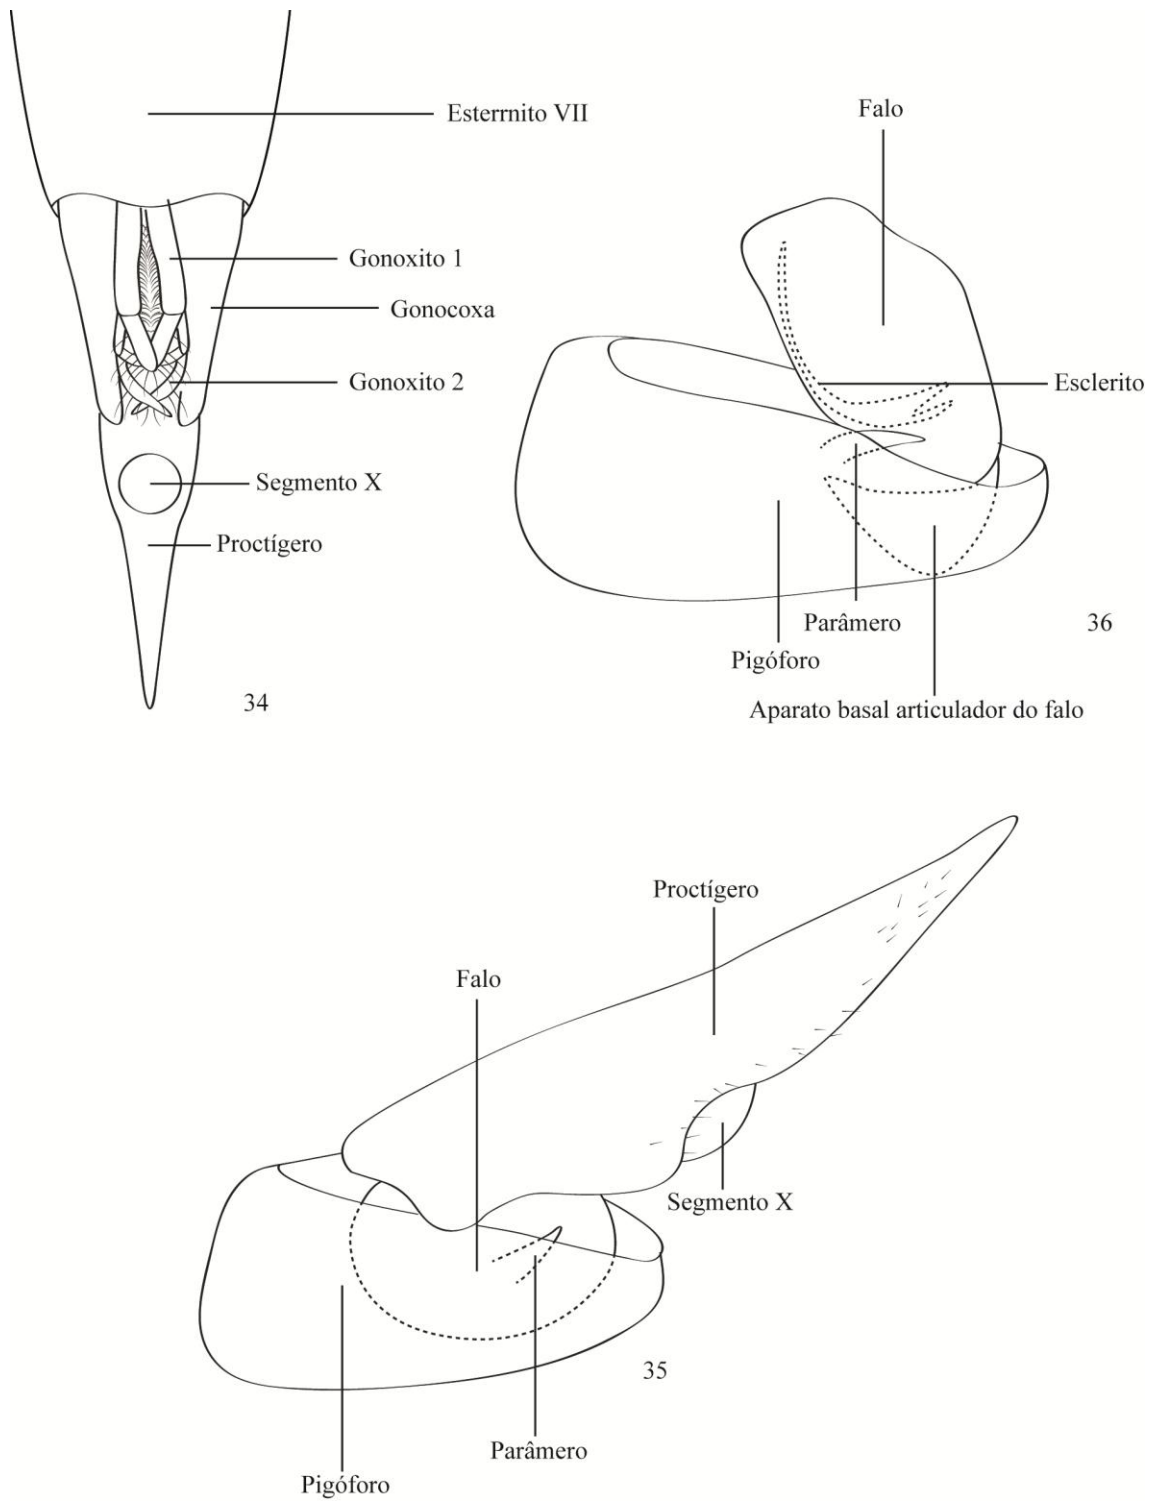 Esterrnito VII
Gonoxito 1
Gonocoxa
Gonoxito 2
Segmento X
Proctígero
34
Falo
Esclerito
Parâmero
36
Pigóforo
Aparato basal articulador do falo
Proctígero
Falo
Segmento X
35
Parâmero
Pigóforo